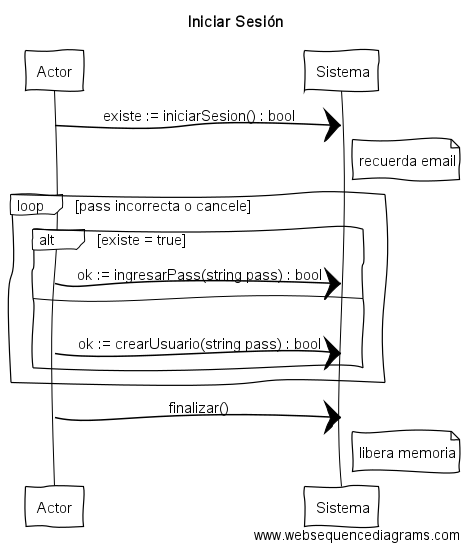 Iniciar Sesión
Actor
Sistema
existe := iniciarSesion() : bool
recuerda email
loop
[pass incorrecta o cancele]
alt
[existe = true]
ok := ingresarPass(string pass) : bool
ok := crearUsuario(string pass) : bool
finalizar()
libera memoria
Actor
Sistema
www.websequencediagrams.com